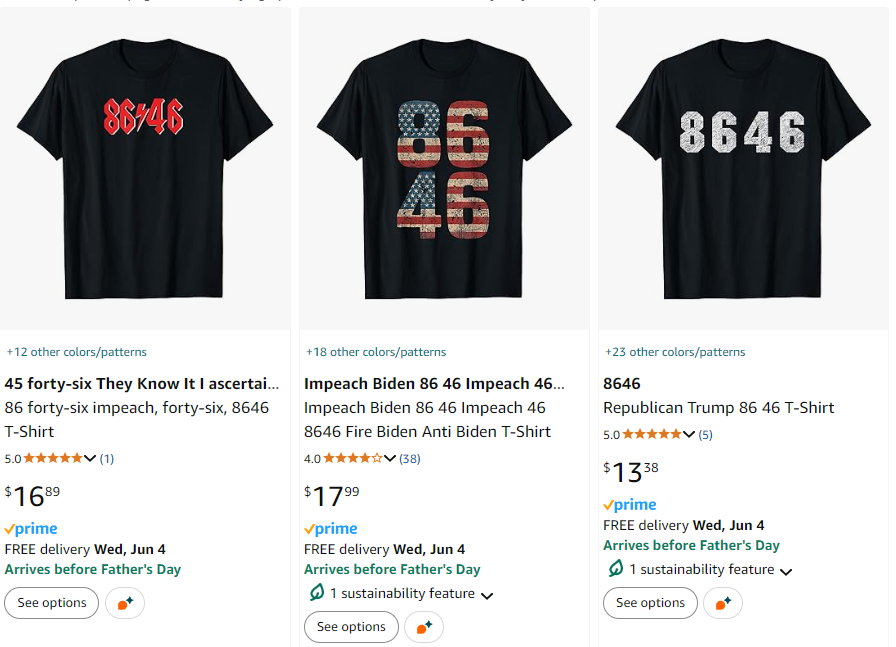 86⚡46
86
46
8646
+12 other colors/patterns
45 forty-six They Know It I ascertai...
86 forty-six impeach, forty-six, 8646
T-Shirt
5.0 (1)
$16 89
prime
FREE delivery Wed, Jun 4
Arrives before Father's Day
See options
+18 other colors/patterns
Impeach Biden 86 46 Impeach 46...
Impeach Biden 86 46 Impeach 46
8646 Fire Biden Anti Biden T-Shirt
4.0 (38)
$17 99
prime
FREE delivery Wed, Jun 4
Arrives before Father's Day
1 sustainability feature
See options
+23 other colors/patterns
8646
Republican Trump 86 46 T-Shirt
5.0 (5)
$13 38
prime
FREE delivery Wed, Jun 4
Arrives before Father's Day
1 sustainability feature
See options